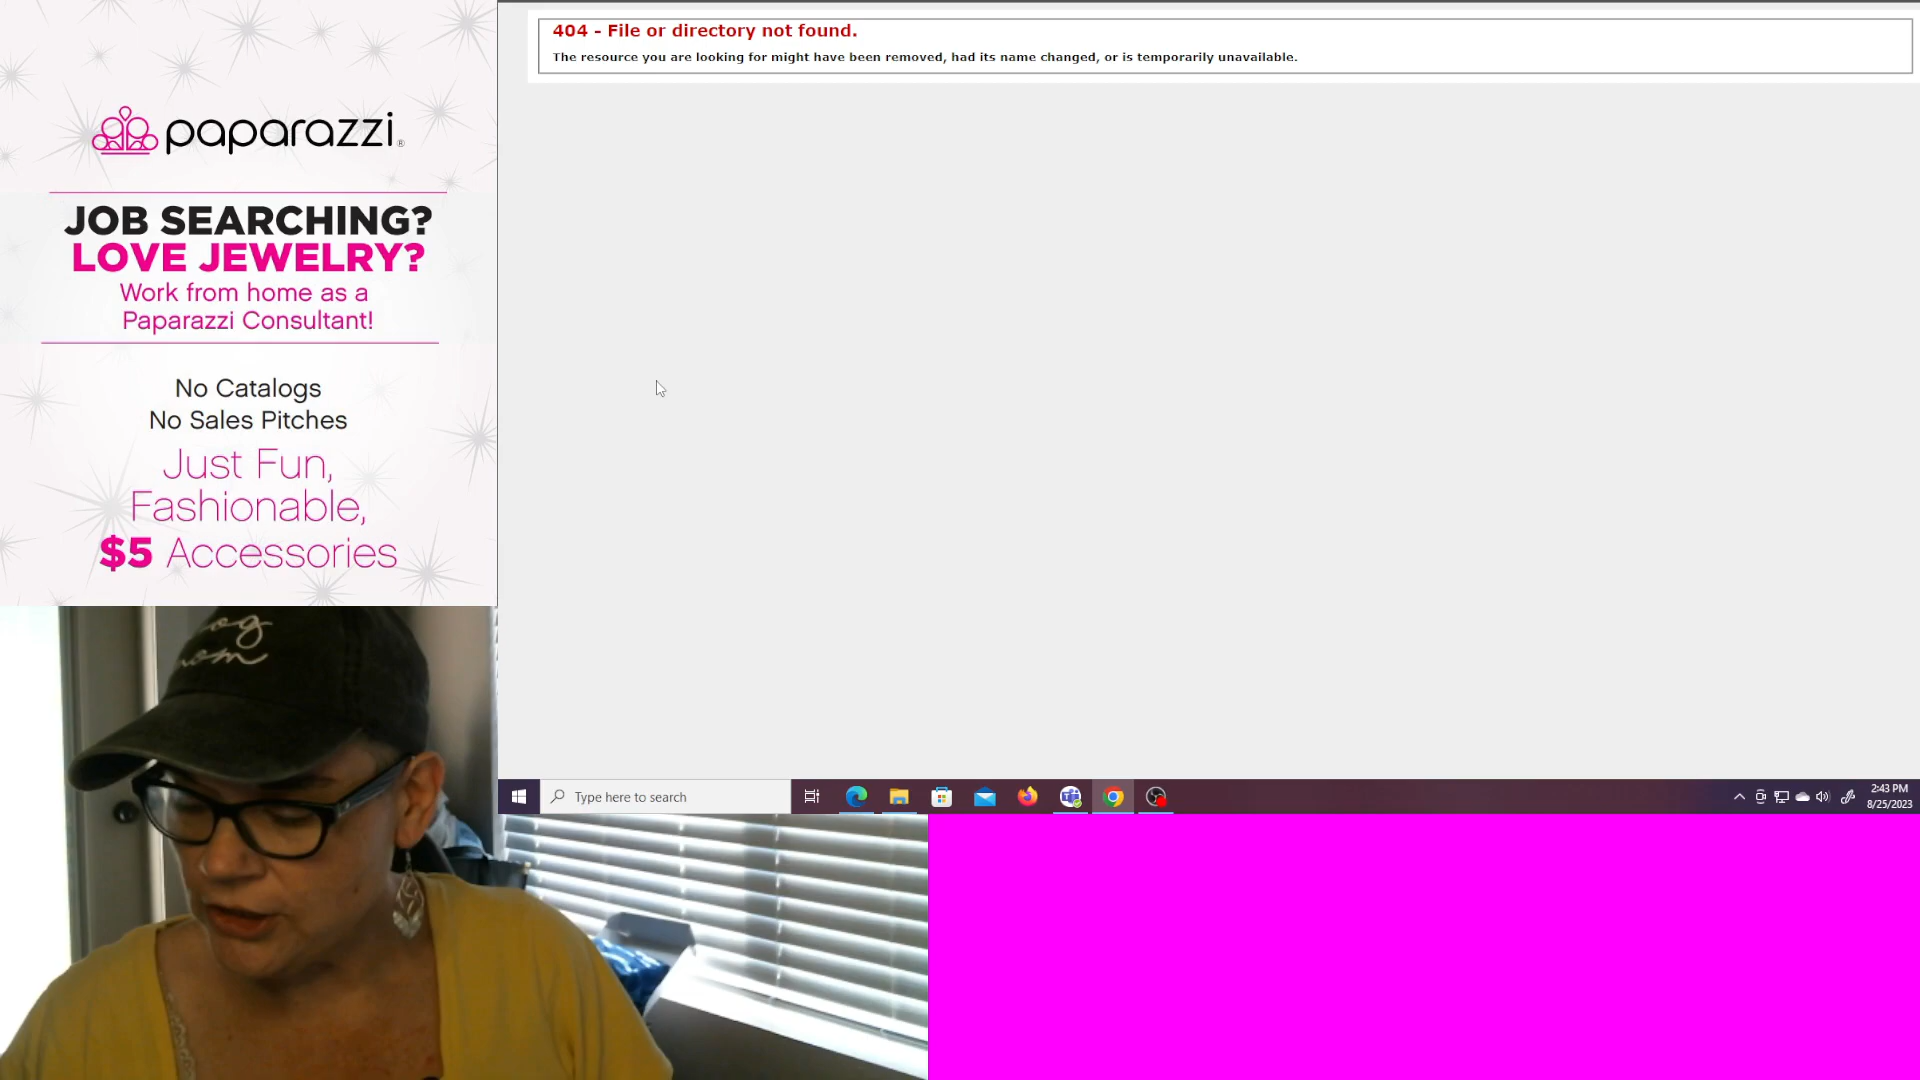 paparazzi®
JOB SEARCHING?
LOVE JEWELRY?
Work from home as a
Paparazzi Consultant!
No Catalogs
No Sales Pitches
Just Fun,
Fashionable,
$5 Accessories
404 - File or directory not found.
The resource you are looking for might have been removed, had its name changed, or is temporarily unavailable.
Type here to search
2:43 PM
8/25/2023
mom